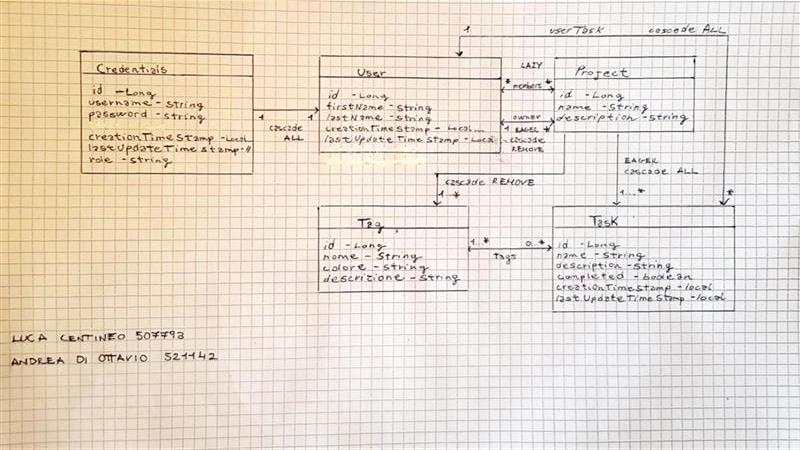 1 userTask cascade ALL
Credentials
id - Long
username - String
password - String
creationTimeStamp - Local
lastUpdateTimeStamp - //
role - String
1 1
cascade
ALL
User
id - Long
firstName - String
lastName - String
creationTimeStamp - Local...
lastUpdateTimeStamp - Local
LAZY
* members *
owner
1 EAGER *
cascade
REMOVE
Project
id - Long
name - String
description - String
cascade REMOVE
1...*
EAGER
cascade ALL
1...*
*
Tag
id - Long
nome - String
colore - String
descrizione - String
1...* 0..*
Tags
Task
id - Long
name - String
description - String
completed - boolean
creationTimeStamp - local
lastUpdateTimeStamp - local
LUCA CENTINEO 507793
ANDREA DI OTTAVIO 521142